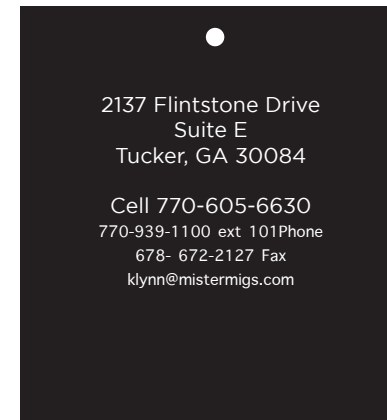 2137 Flintstone Drive
Suite E
Tucker, GA 30084
Cell 770-605-6630
770-939-1100 ext 101Phone
678- 672-2127 Fax
klynn@mistermigs.com